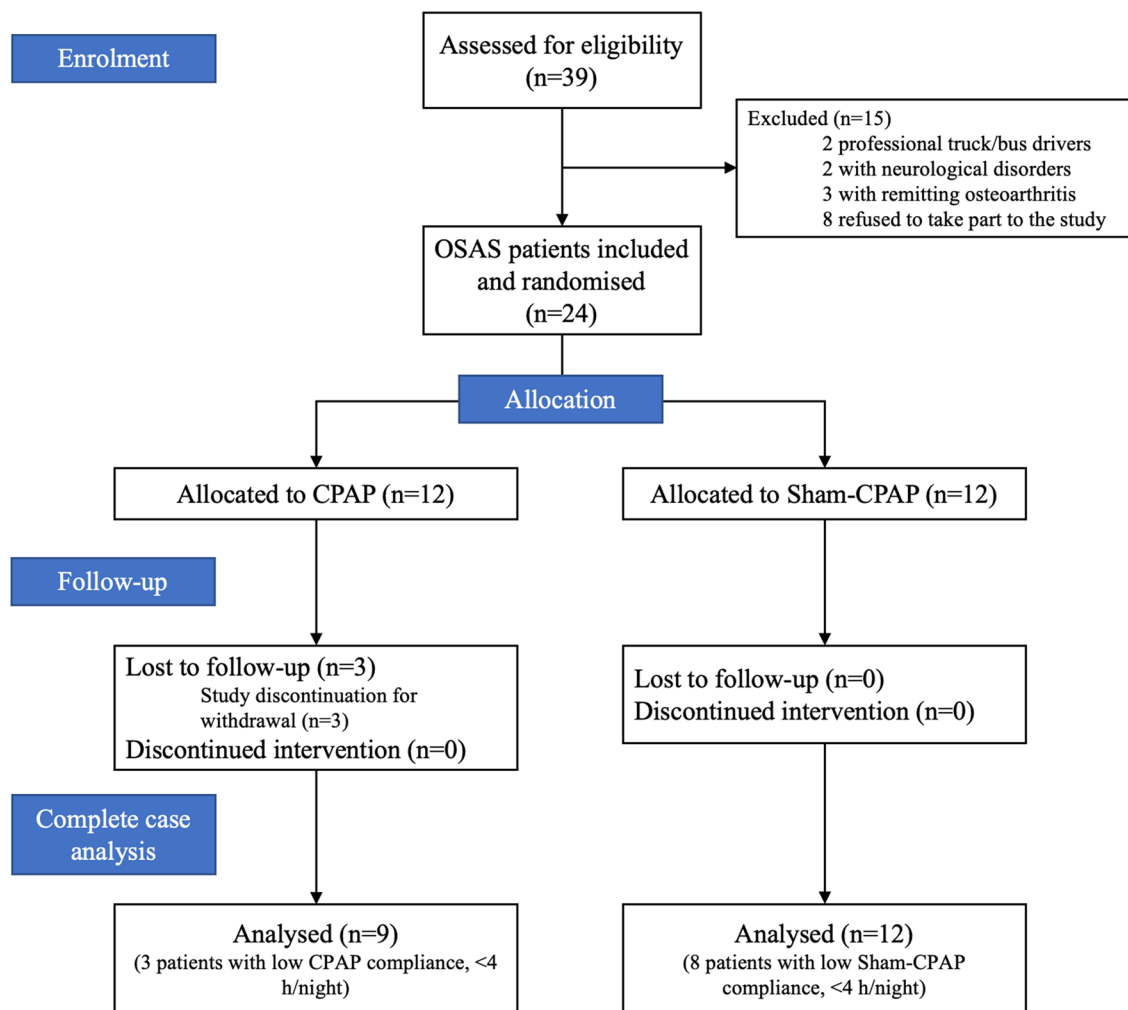 Enrolment
Assessed for eligibility
(n=39)
Excluded (n=15)
2 professional truck/bus drivers
2 with neurological disorders
3 with remitting osteoarthritis
8 refused to take part to the study
OSAS patients included
and randomised
(n=24)
Allocation
Allocated to CPAP (n=12)
Allocated to Sham-CPAP (n=12)
Follow-up
Lost to follow-up (n=3)
Study discontinuation for
withdrawal (n=3)
Discontinued intervention (n=0)
Lost to follow-up (n=0)
Discontinued intervention (n=0)
Complete case
analysis
Analysed (n=9)
(3 patients with low CPAP compliance, <4
h/night)
Analysed (n=12)
(8 patients with low Sham-CPAP
compliance, <4 h/night)